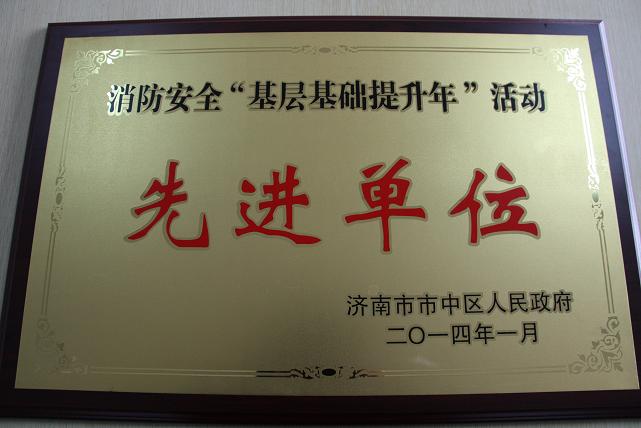 消防安全“基层基础提升年”活动
先进单位
济南市市中区人民政府
二〇一四年一月